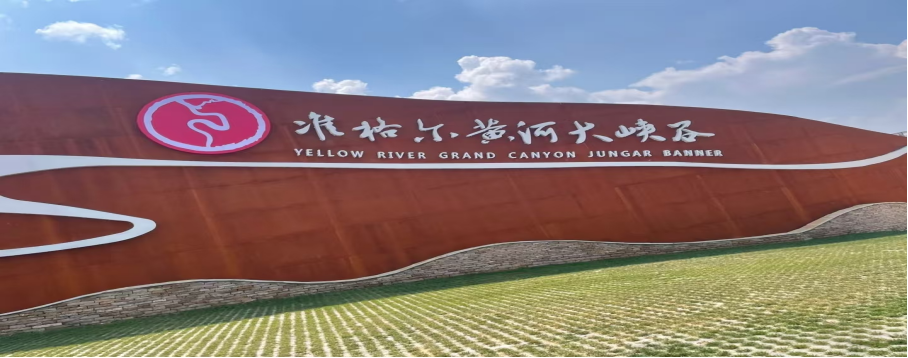 准格尔黄河大峡谷
YELLOW RIVER GRAND CANYON JUNGAR BANNER